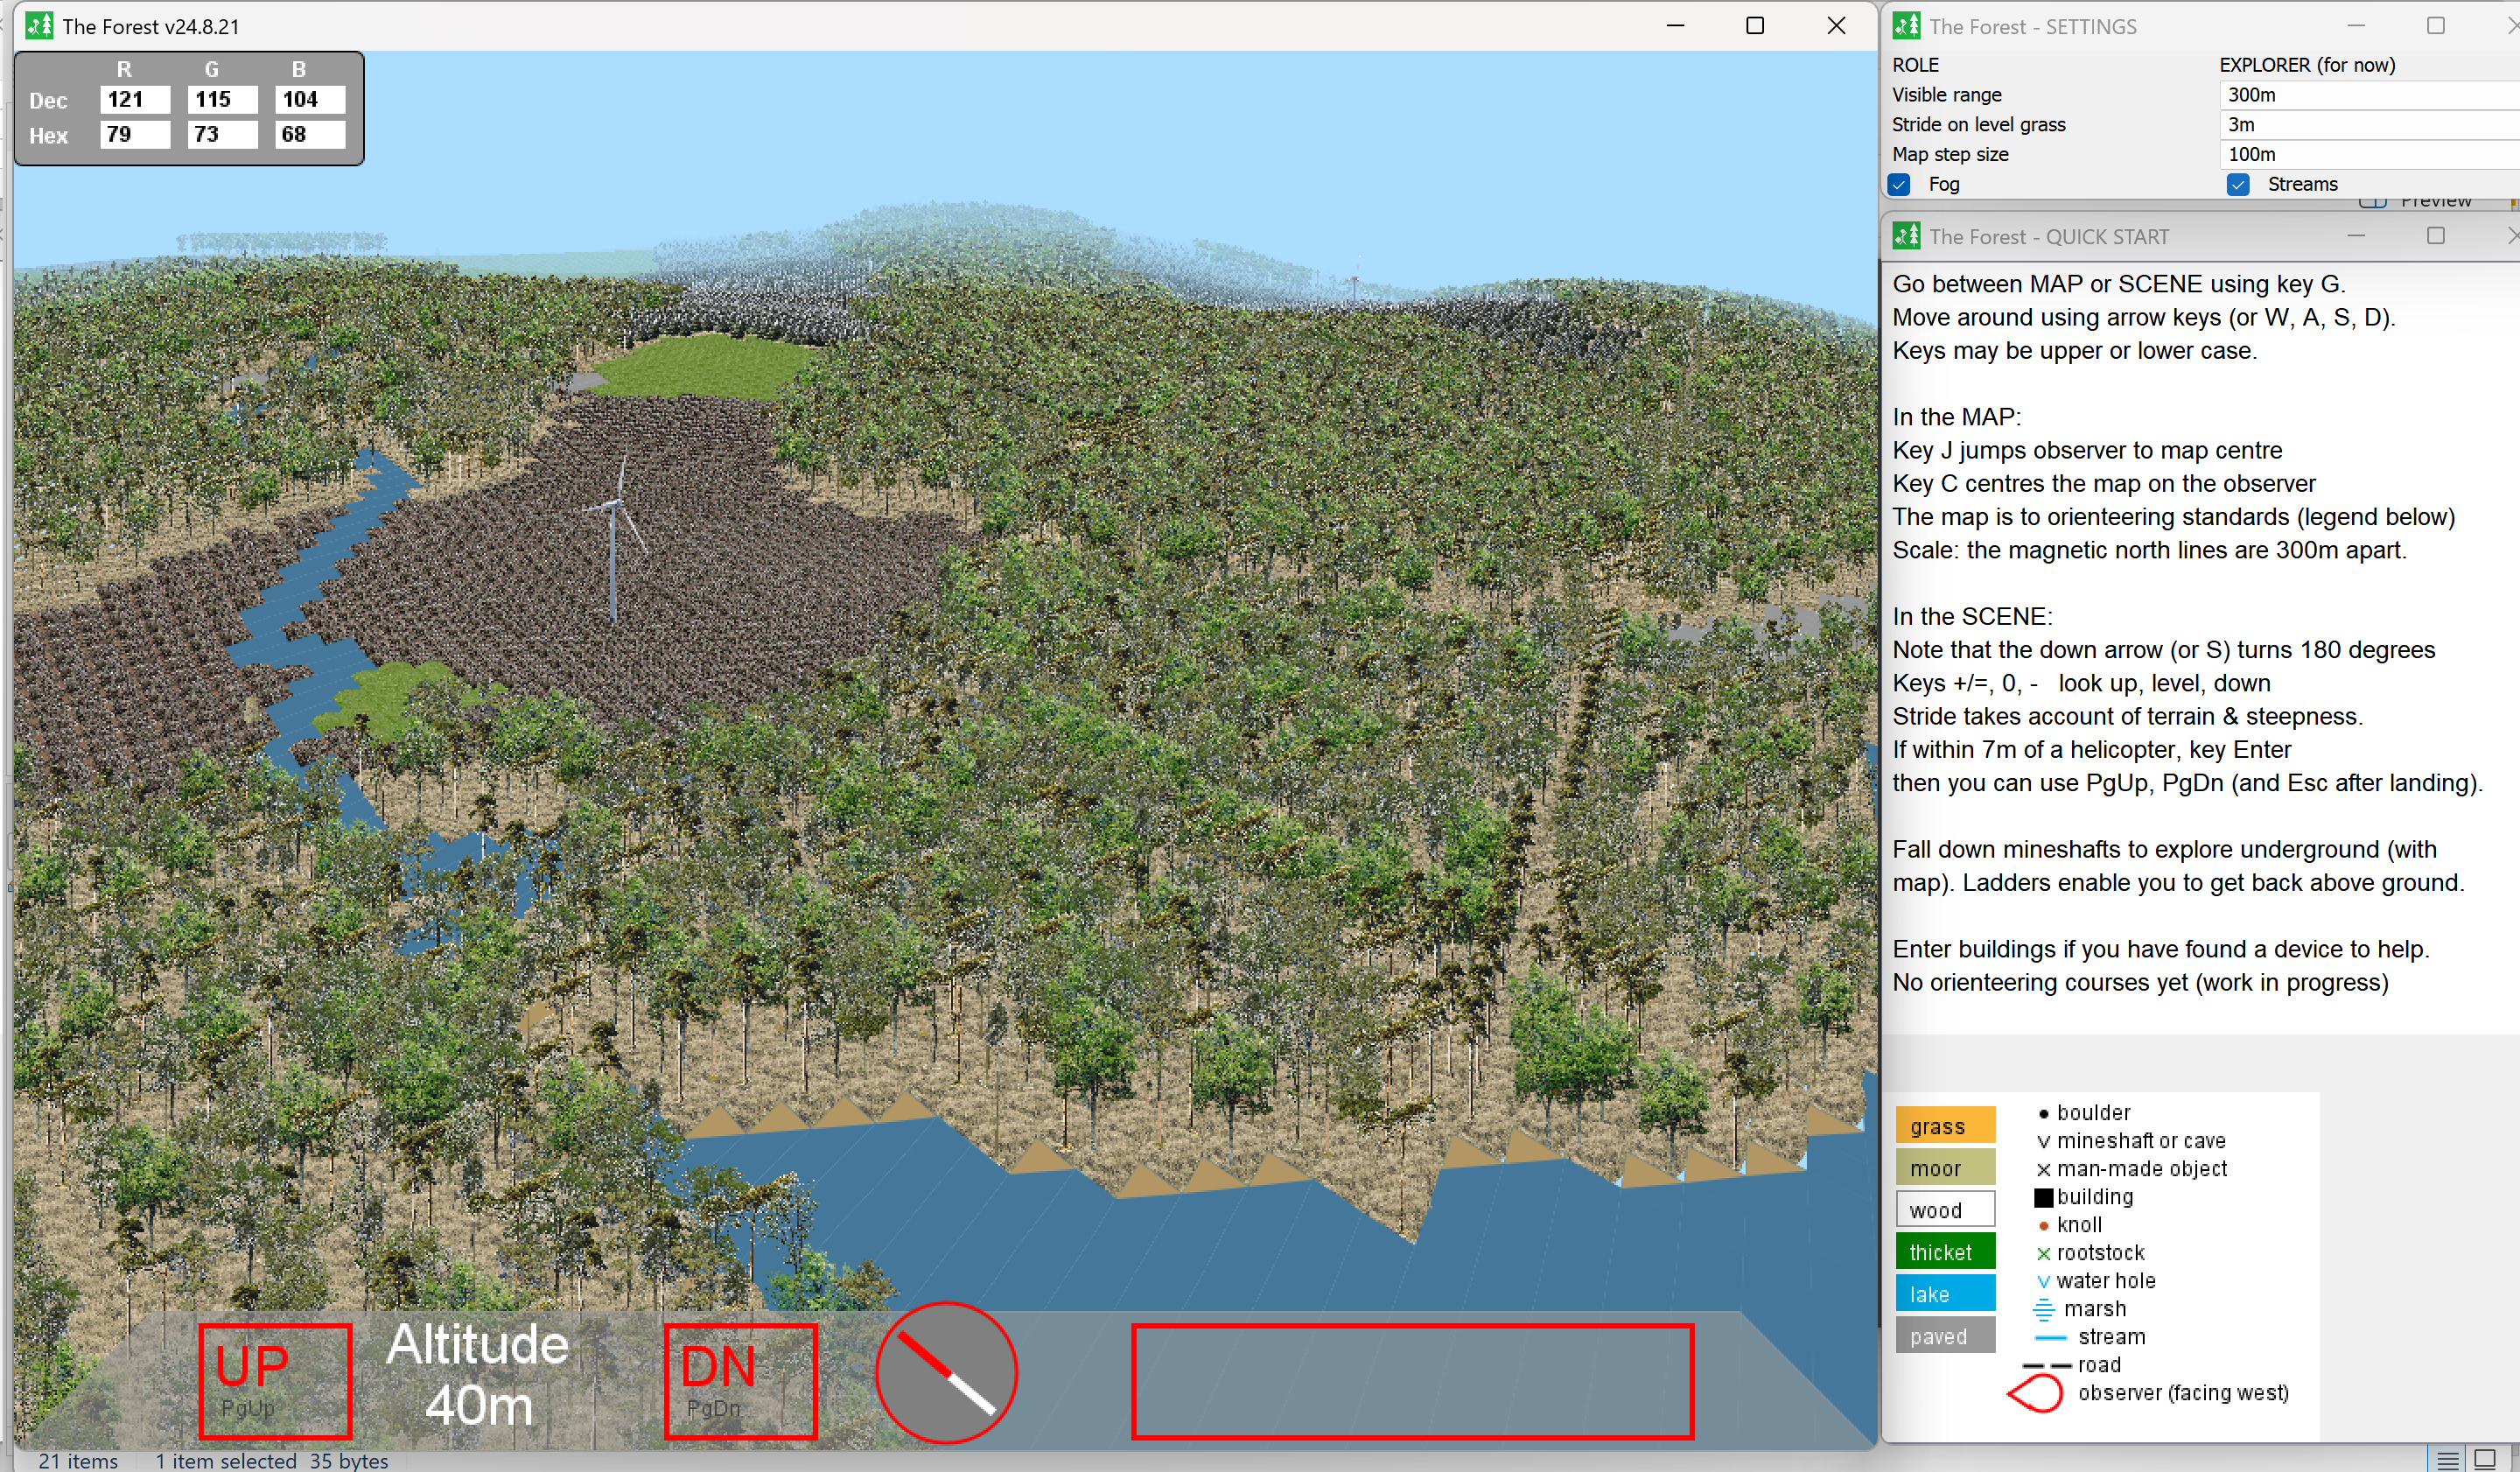 The Forest v24.8.21
R G B
Dec 121 115 104
Hex 79 73 68
UP
PgUp
Altitude
40m
DN
PgDn
21 items 1 item selected 35 bytes
The Forest - SETTINGS
ROLE EXPLORER (for now)
Visible range 300m
Stride on level grass 3m
Map step size 100m
Fog Streams
Preview
The Forest - QUICK START
Go between MAP or SCENE using key G.
Move around using arrow keys (or W, A, S, D).
Keys may be upper or lower case.
In the MAP:
Key J jumps observer to map centre
Key C centres the map on the observer
The map is to orienteering standards (legend below)
Scale: the magnetic north lines are 300m apart.
In the SCENE:
Note that the down arrow (or S) turns 180 degrees
Keys +/=, 0, - look up, level, down
Stride takes account of terrain & steepness.
If within 7m of a helicopter, key Enter
then you can use PgUp, PgDn (and Esc after landing).
Fall down mineshafts to explore underground (with
map). Ladders enable you to get back above ground.
Enter buildings if you have found a device to help.
No orienteering courses yet (work in progress)
grass
moor
wood
thicket
lake
paved
boulder
mineshaft or cave
man-made object
building
knoll
rootstock
water hole
marsh
stream
road
observer (facing west)